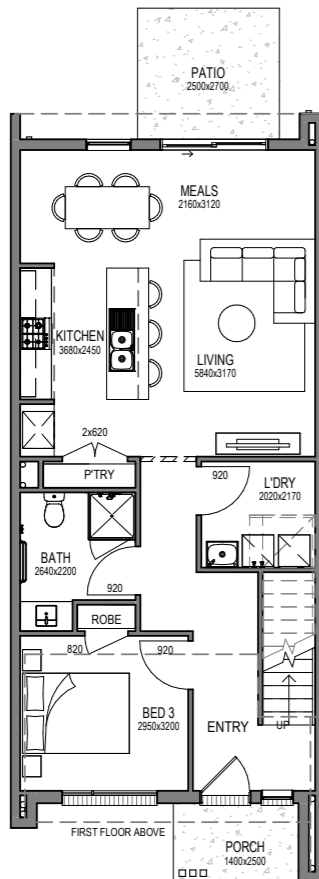 PATIO
2500x2700
MEALS
2160x3120
KITCHEN
3680x2450
LIVING
5840x3170
2x620
P'TRY
920
L'DRY
2020x2170
BATH
2640x2200
920
ROBE
820
920
BED 3
2950x3200
ENTRY
UP
FIRST FLOOR ABOVE
PORCH
1400x2500